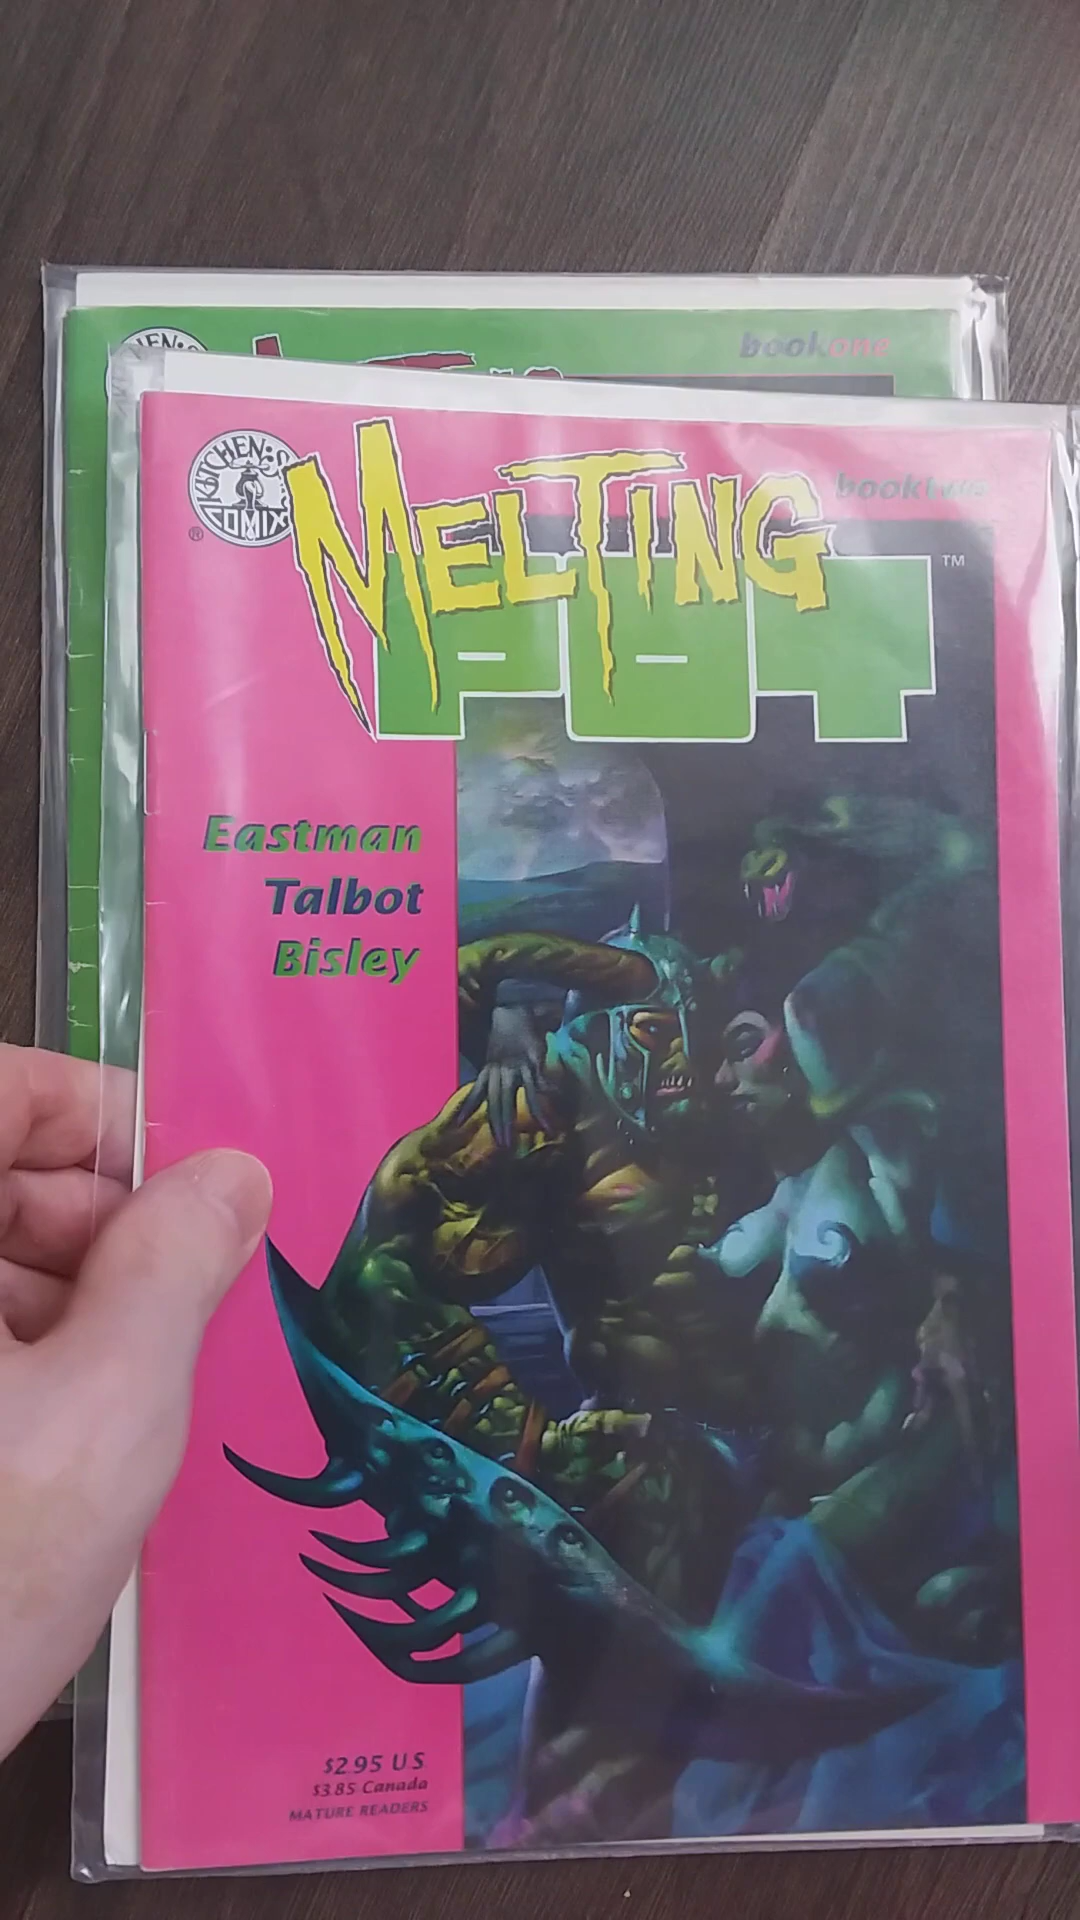 book one
KITCHEN SINK
COMIX
®
MELTING
POT
™
book two
Eastman
Talbot
Bisley
$2.95 U.S.
$3.85 Canada
MATURE READERS